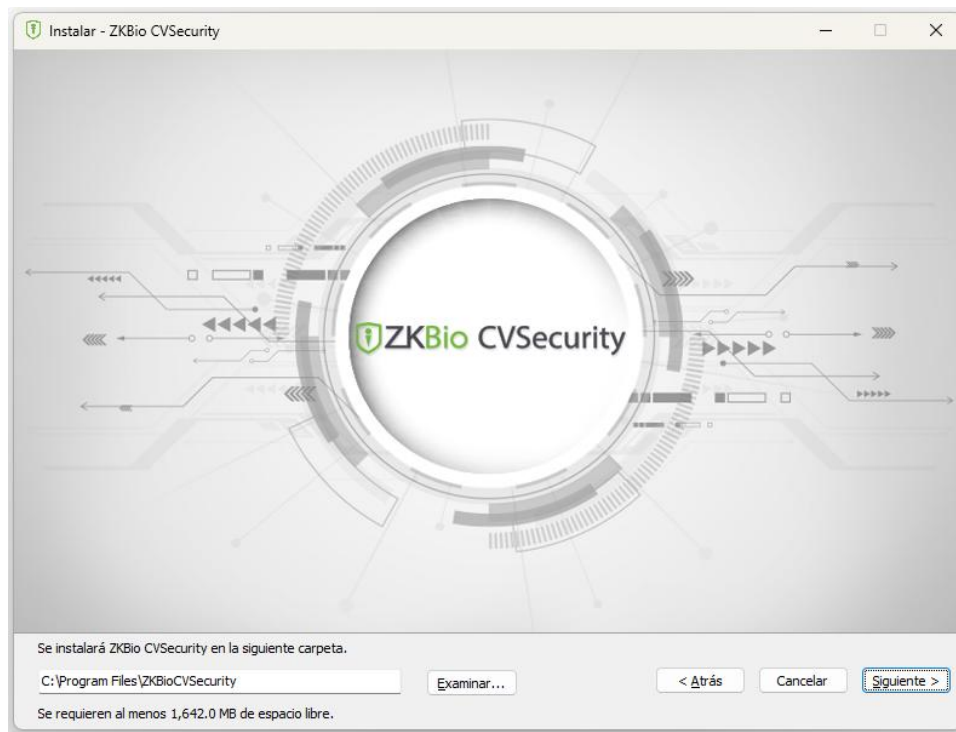 Instalar - ZKBio CVSecurity
ZKBio CVSecurity
Se instalará ZKBio CVSecurity en la siguiente carpeta.
C:\Program Files\ZKBioCVSecurity Examinar... < Atrás Cancelar Siguiente >
Se requieren al menos 1,642.0 MB de espacio libre.